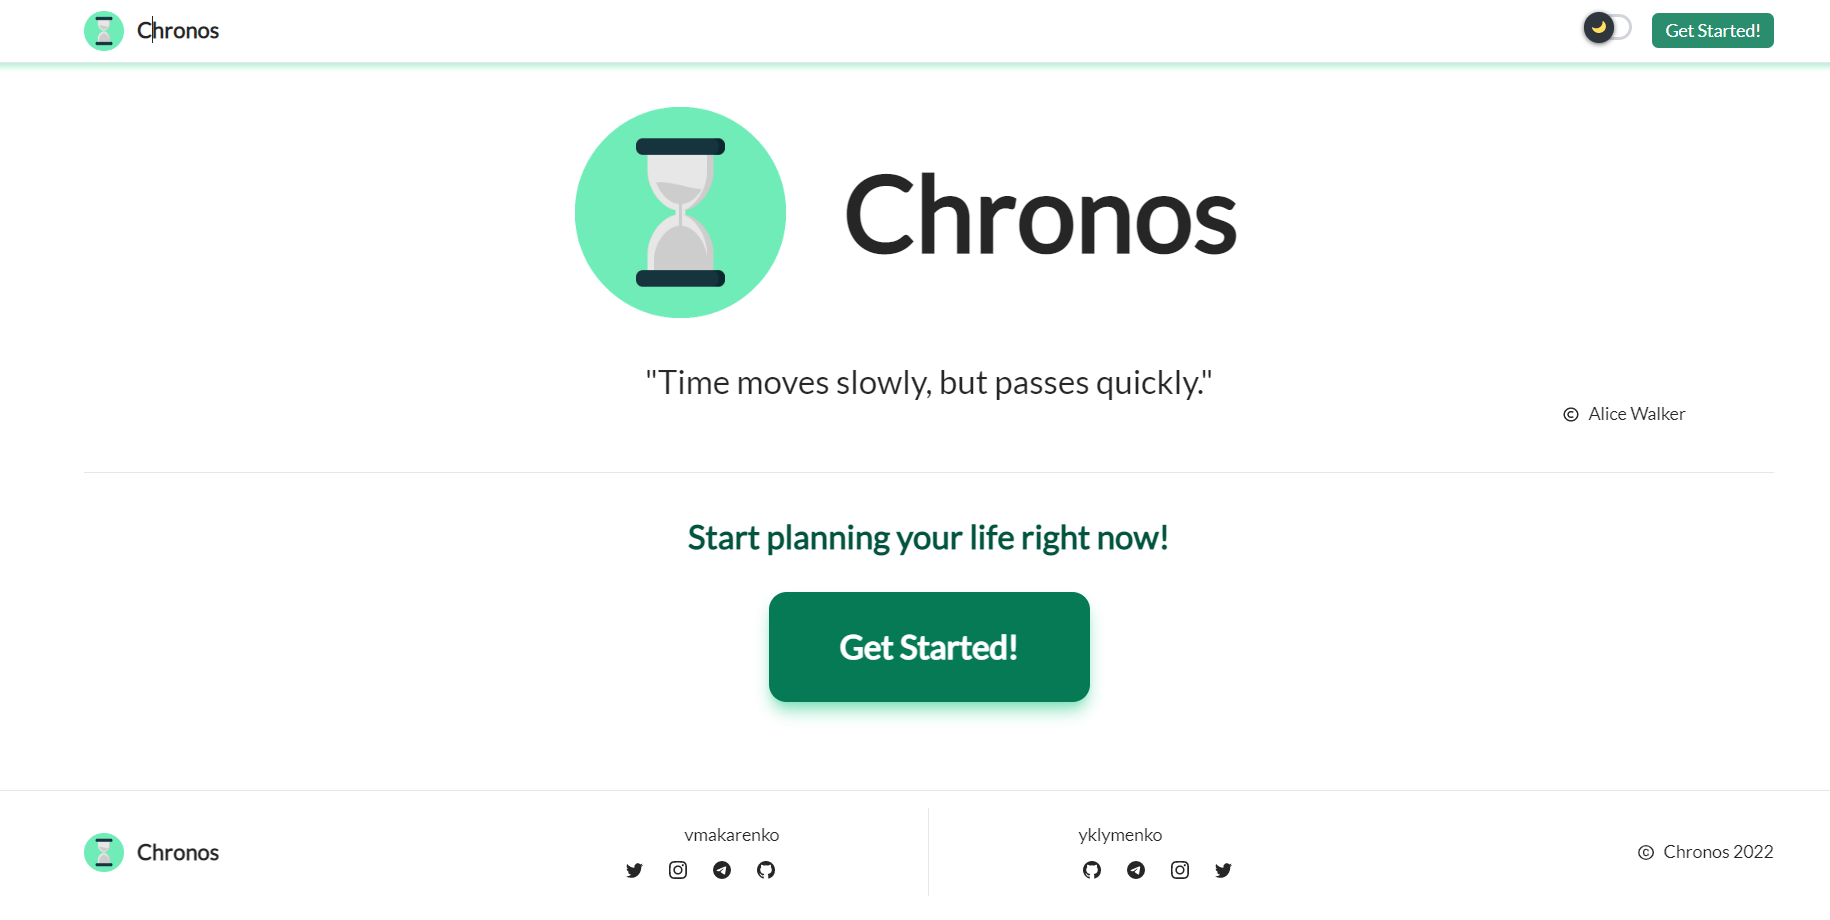 Chronos
Get Started!
Chronos
"Time moves slowly, but passes quickly."
© Alice Walker
Start planning your life right now!
Get Started!
Chronos
vmakarenko
yklymenko
© Chronos 2022